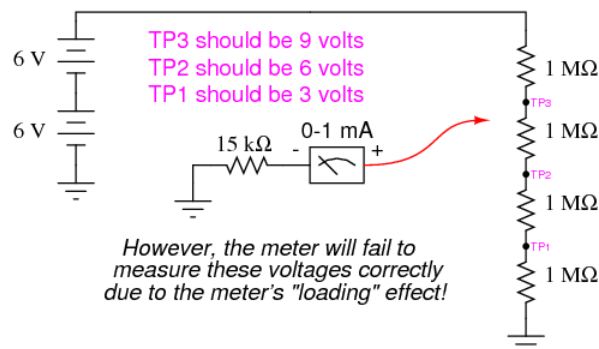 TP3 should be 9 volts
TP2 should be 6 volts
TP1 should be 3 volts
6 V
6 V
15 kΩ
0-1 mA
- +
1 MΩ
TP3
1 MΩ
TP2
1 MΩ
TP1
1 MΩ
However, the meter will fail to
measure these voltages correctly
due to the meter's "loading" effect!